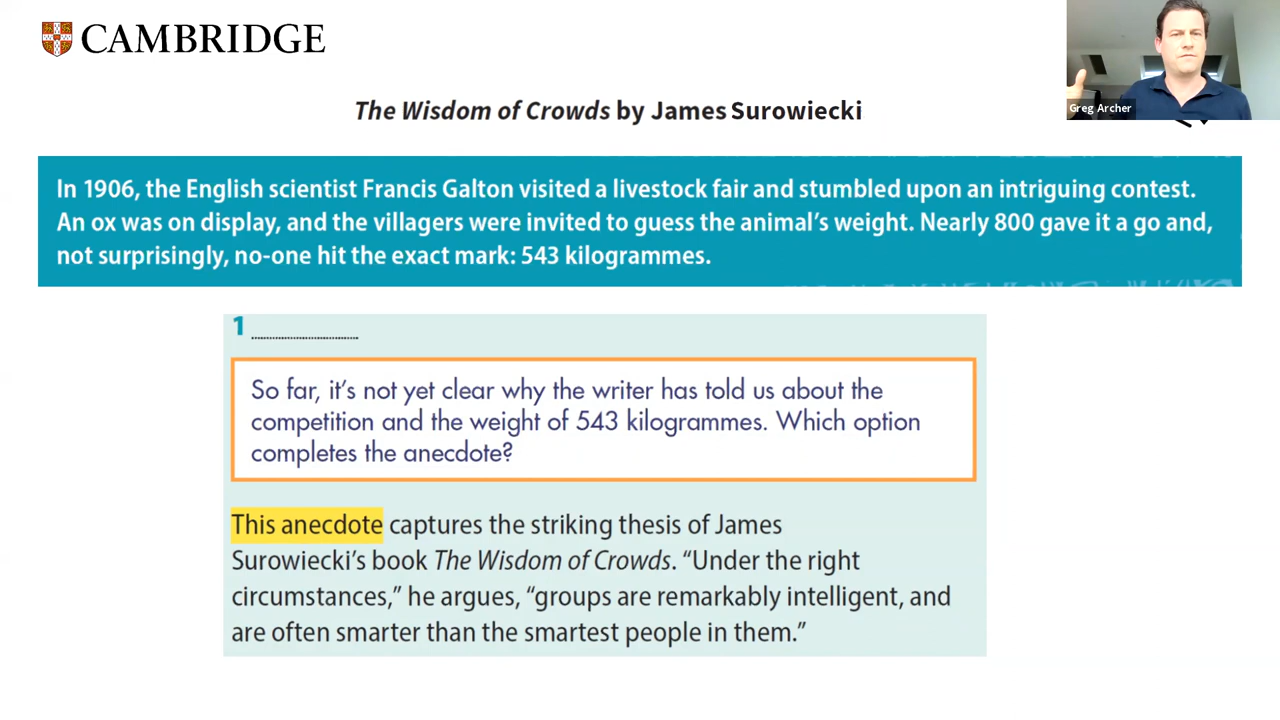 CAMBRIDGE
Greg Archer
The Wisdom of Crowds by James Surowiecki
In 1906, the English scientist Francis Galton visited a livestock fair and stumbled upon an intriguing contest.
An ox was on display, and the villagers were invited to guess the animal's weight. Nearly 800 gave it a go and,
not surprisingly, no-one hit the exact mark: 543 kilogrammes.
1 ................................
So far, it's not yet clear why the writer has told us about the
competition and the weight of 543 kilogrammes. Which option
completes the anecdote?
This anecdote captures the striking thesis of James
Surowiecki's book The Wisdom of Crowds. “Under the right
circumstances,” he argues, “groups are remarkably intelligent, and
are often smarter than the smartest people in them.”